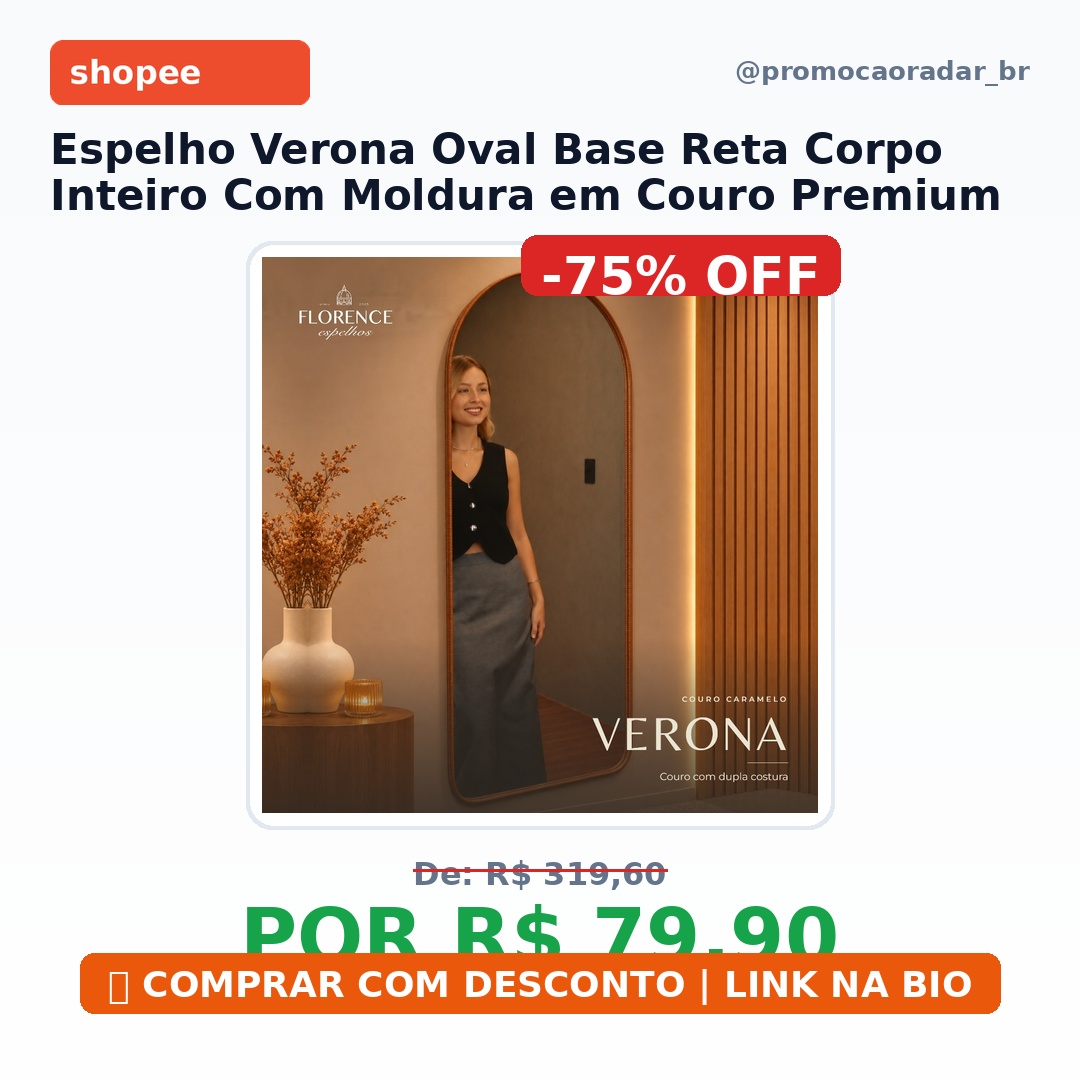 shopee
@promocaoradar_br
Espelho Verona Oval Base Reta Corpo
Inteiro Com Moldura em Couro Premium
-75% OFF
FLORENCE
espelhos
COURO CARAMELO
VERONA
Couro com dupla costura
De: R$ 319,60
POR R$ 79,90
COMPRAR COM DESCONTO | LINK NA BIO